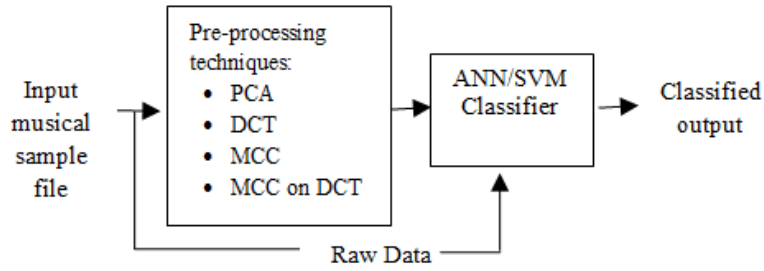 Input
musical
sample
file
Pre-processing
techniques:
• PCA
• DCT
• MCC
• MCC on DCT
ANN/SVM
Classifier
Classified
output
Raw Data